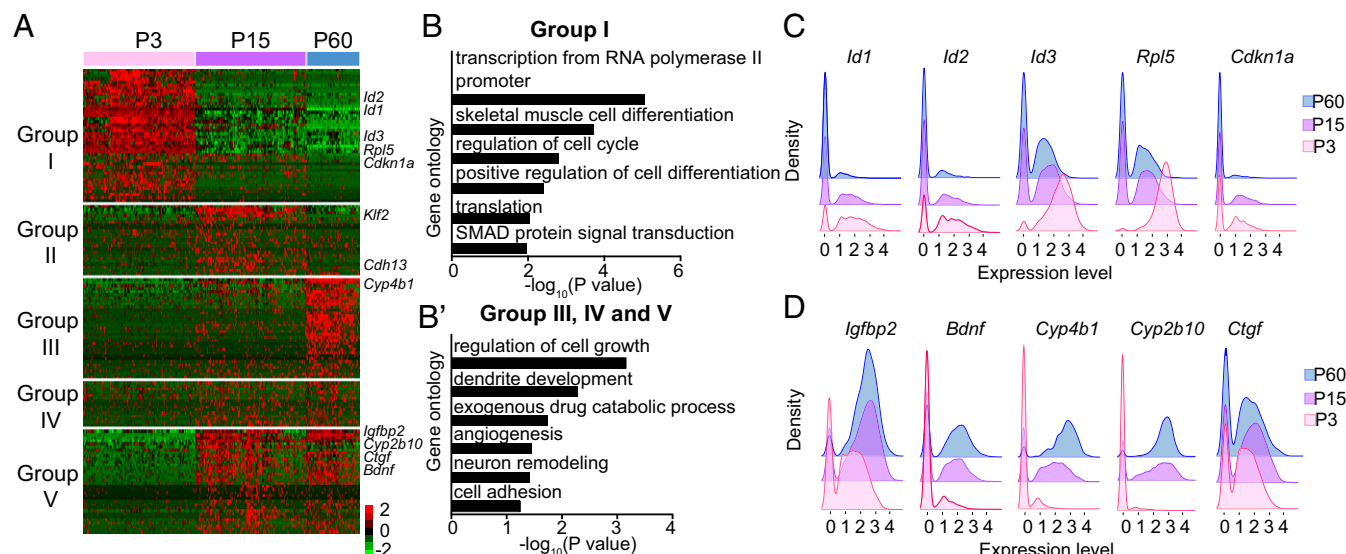 A
P3 P15 P60
Group
I
Id2
Id1
Id3
Rpl5
Cdkn1a
Group
II
Klf2
Cdh13
Group
III
Cyp4b1
Group
IV
Group
V
Igfbp2
Cyp2b10
Ctgf
Bdnf
2
0
-2
B
Group I
Gene ontology
transcription from RNA polymerase II
promoter
skeletal muscle cell differentiation
regulation of cell cycle
positive regulation of cell differentiation
translation
SMAD protein signal transduction
0 2 4 6
-log10(P value)
B'
Group III, IV and V
Gene ontology
regulation of cell growth
dendrite development
exogenous drug catabolic process
angiogenesis
neuron remodeling
cell adhesion
0 1 2 3 4
-log10(P value)
C
Id1 Id2 Id3 Rpl5 Cdkn1a
Density
P60
P15
P3
0 1 2 3 4 0 1 2 3 4 0 1 2 3 4 0 1 2 3 4 0 1 2 3 4
Expression level
D
Igfbp2 Bdnf Cyp4b1 Cyp2b10 Ctgf
Density
P60
P15
P3
0 1 2 3 4 0 1 2 3 4 0 1 2 3 4 0 1 2 3 4 0 1 2 3 4
Expression level